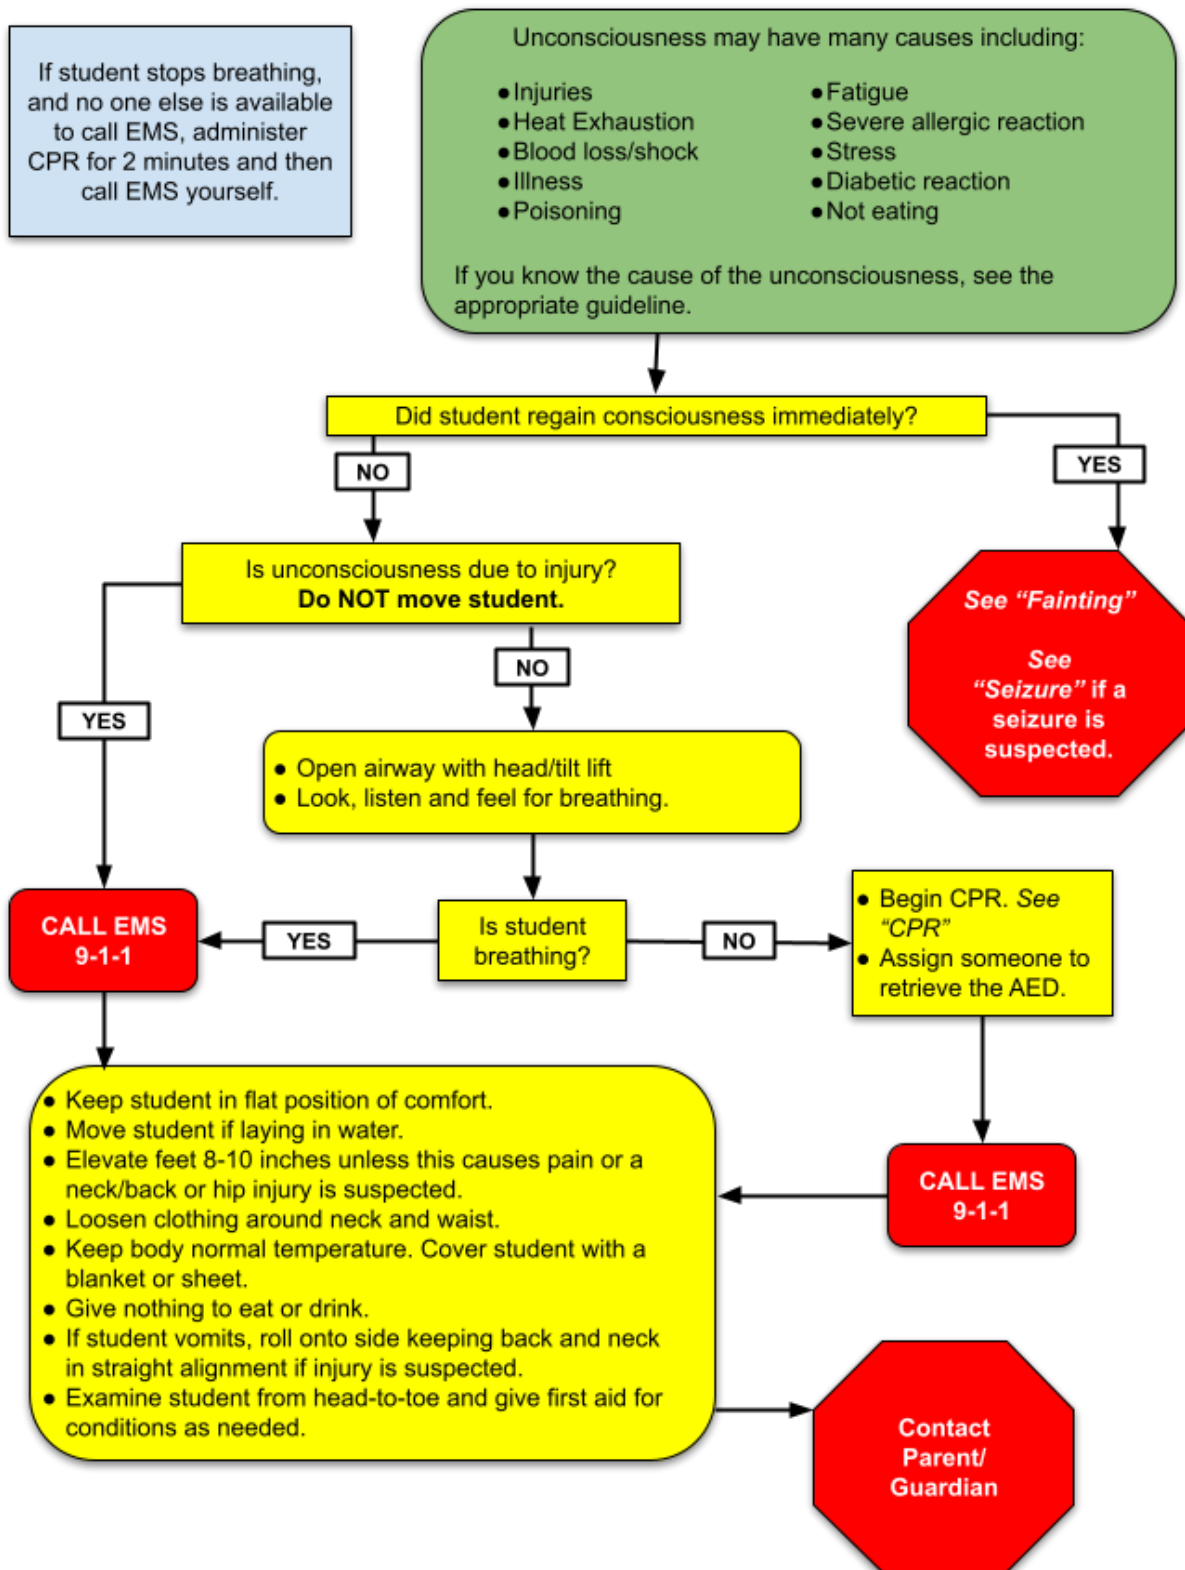 If student stops breathing,
and no one else is available
to call EMS, administer
CPR for 2 minutes and then
call EMS yourself.
Unconsciousness may have many causes including:
● Injuries
● Heat Exhaustion
● Blood loss/shock
● Illness
● Poisoning
● Fatigue
● Severe allergic reaction
● Stress
● Diabetic reaction
● Not eating
If you know the cause of the unconsciousness, see the
appropriate guideline.
Did student regain consciousness immediately?
NO
YES
Is unconsciousness due to injury?
Do NOT move student.
See “Fainting”
See
“Seizure” if a
seizure is
suspected.
NO
YES
● Open airway with head/tilt lift
● Look, listen and feel for breathing.
CALL EMS
9-1-1
YES
Is student
breathing?
NO
● Begin CPR. See
“CPR”
● Assign someone to
retrieve the AED.
● Keep student in flat position of comfort.
● Move student if laying in water.
● Elevate feet 8-10 inches unless this causes pain or a
neck/back or hip injury is suspected.
● Loosen clothing around neck and waist.
● Keep body normal temperature. Cover student with a
blanket or sheet.
● Give nothing to eat or drink.
● If student vomits, roll onto side keeping back and neck
in straight alignment if injury is suspected.
● Examine student from head-to-toe and give first aid for
conditions as needed.
CALL EMS
9-1-1
Contact
Parent/
Guardian